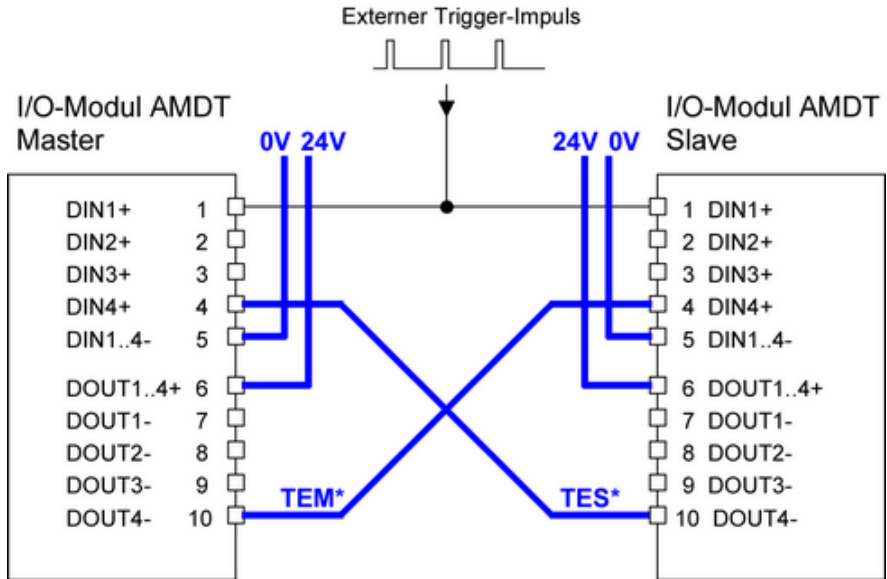 Externer Trigger-Impuls
I/O-Modul AMDT
Master
0V 24V
DIN1+ 1
DIN2+ 2
DIN3+ 3
DIN4+ 4
DIN1..4- 5
DOUT1..4+ 6
DOUT1- 7
DOUT2- 8
DOUT3- 9
DOUT4- 10
TEM*
I/O-Modul AMDT
Slave
24V 0V
1 DIN1+
2 DIN2+
3 DIN3+
4 DIN4+
5 DIN1..4-
6 DOUT1..4+
7 DOUT1-
8 DOUT2-
9 DOUT3-
10 DOUT4-
TES*